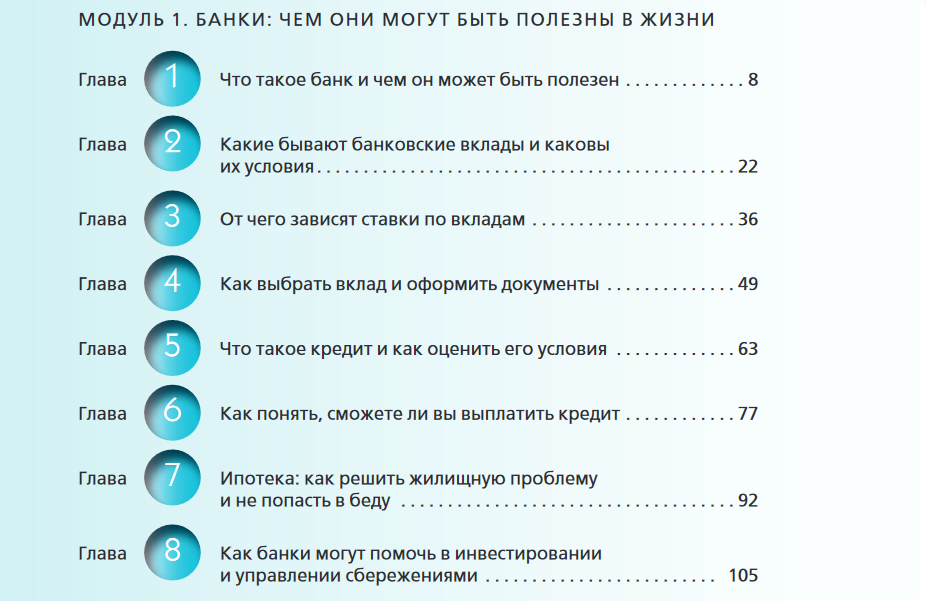 МОДУЛЬ 1. БАНКИ: ЧЕМ ОНИ МОГУТ БЫТЬ ПОЛЕЗНЫ В ЖИЗНИ
Глава 1 Что такое банк и чем он может быть полезен . . . . . . . . . . . . . 8
Глава 2 Какие бывают банковские вклады и каковы
их условия . . . . . . . . . . . . . . . . . . . . . . . . . . . . . . . . . . . . . . . . . . . . . 22
Глава 3 От чего зависят ставки по вкладам . . . . . . . . . . . . . . . . . . . . . . 36
Глава 4 Как выбрать вклад и оформить документы . . . . . . . . . . . . . . 49
Глава 5 Что такое кредит и как оценить его условия . . . . . . . . . . . . . 63
Глава 6 Как понять, сможете ли вы выплатить кредит . . . . . . . . . . . . 77
Глава 7 Ипотека: как решить жилищную проблему
и не попасть в беду . . . . . . . . . . . . . . . . . . . . . . . . . . . . . . . . . . . . 92
Глава 8 Как банки могут помочь в инвестировании
и управлении сбережениями . . . . . . . . . . . . . . . . . . . . . . . . . 105